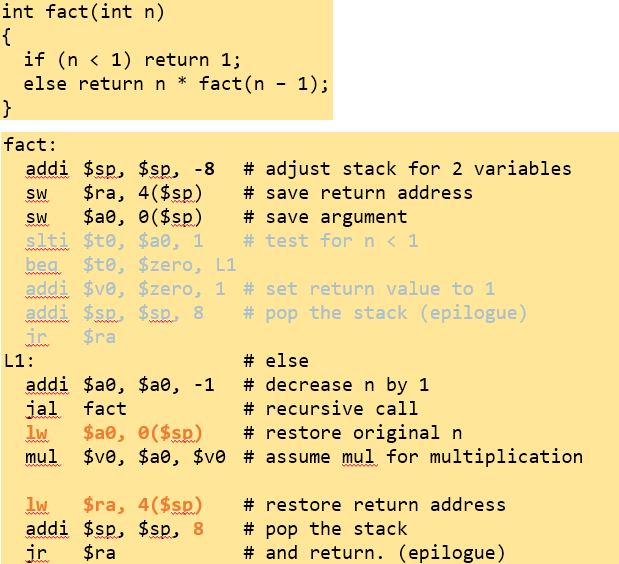 int fact(int n)
{
  if (n < 1) return 1;
  else return n * fact(n – 1);
}
fact:
  addi $sp, $sp, -8   # adjust stack for 2 variables
  sw   $ra, 4($sp)    # save return address
  sw   $a0, 0($sp)    # save argument
  slti $t0, $a0, 1    # test for n < 1
  beq  $t0, $zero, L1
  addi $v0, $zero, 1  # set return value to 1
  addi $sp, $sp, 8    # pop the stack (epilogue)
  jr   $ra
L1:                   # else
  addi $a0, $a0, -1   # decrease n by 1
  jal  fact           # recursive call
  lw   $a0, 0($sp)    # restore original n
  mul  $v0, $a0, $v0  # assume mul for multiplication
  lw   $ra, 4($sp)    # restore return address
  addi $sp, $sp, 8    # pop the stack
  jr   $ra            # and return. (epilogue)